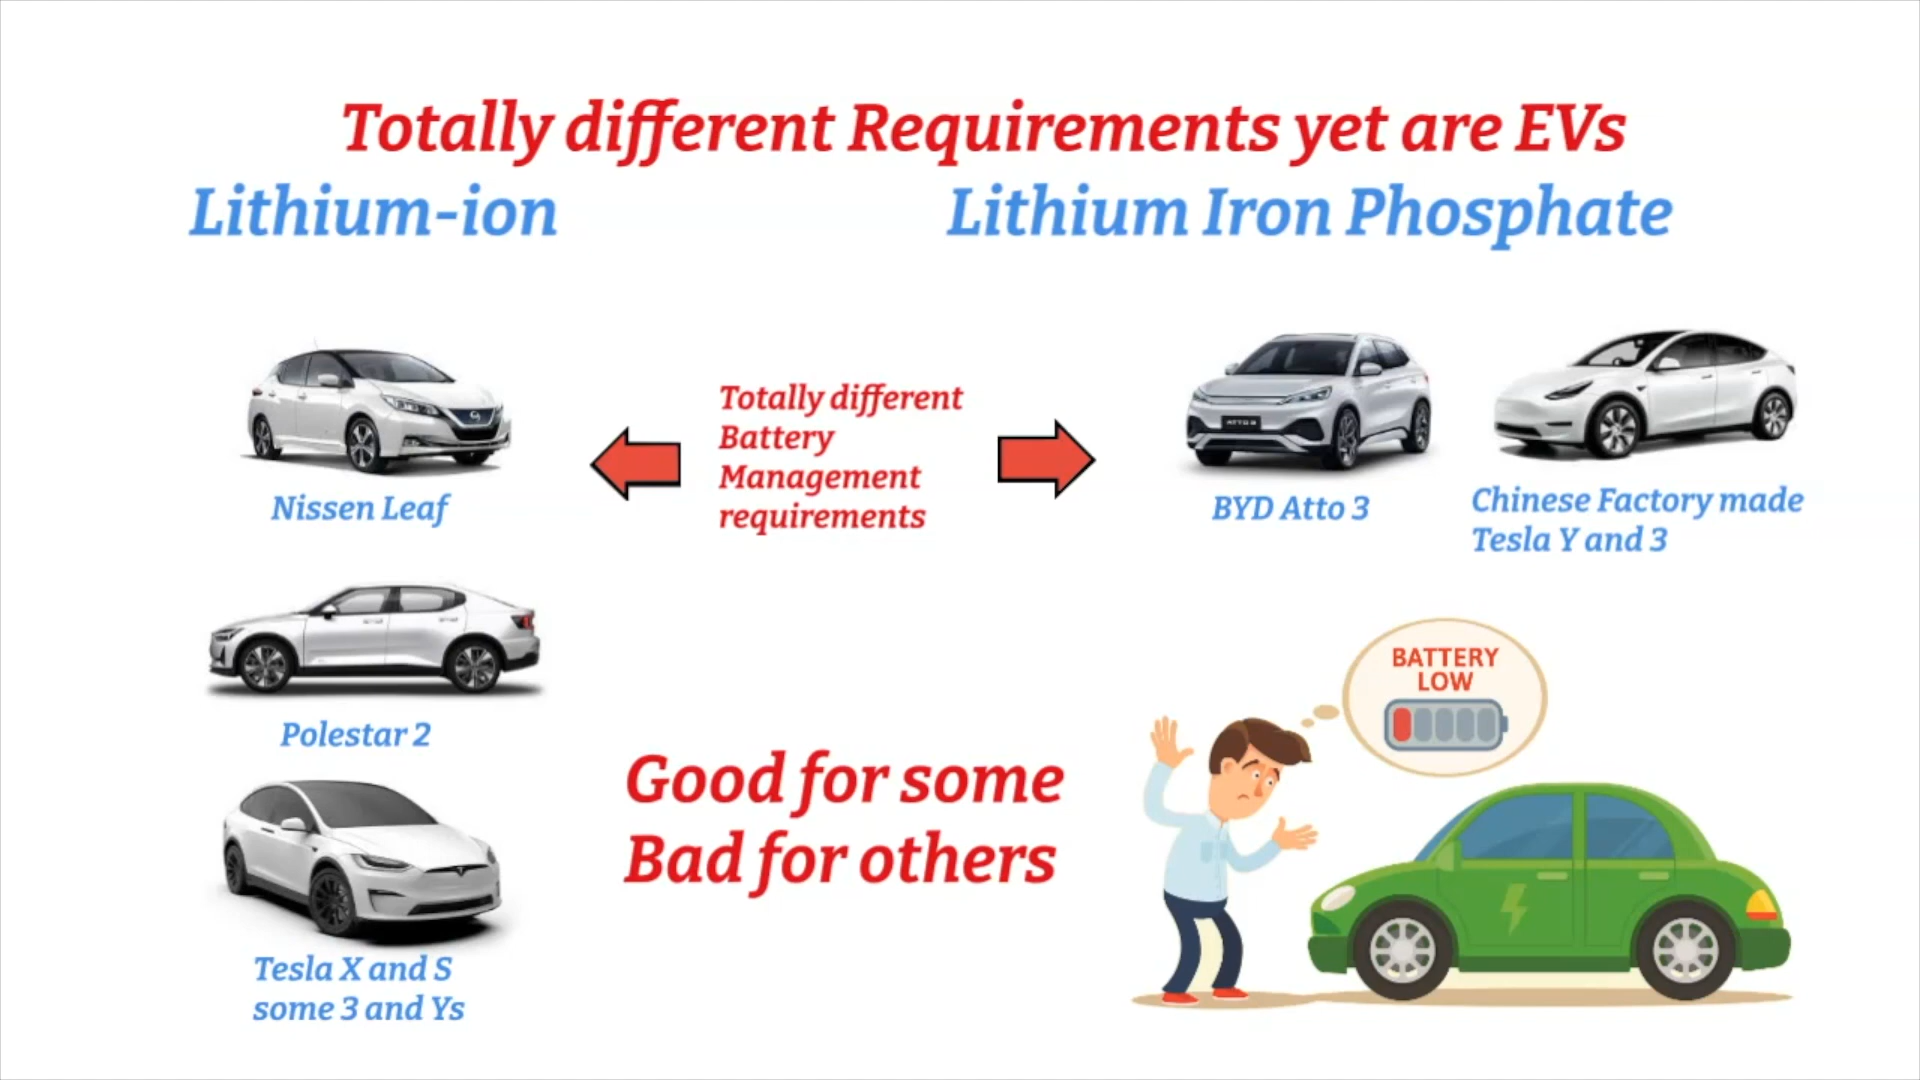 Totally different Requirements yet are EVs
Lithium-ion
Lithium Iron Phosphate
Totally different
Battery
Management
requirements
Nissen Leaf
BYD Atto 3
Chinese Factory made
Tesla Y and 3
ATTO 3
Polestar 2
BATTERY
LOW
Good for some
Bad for others
Tesla X and S
some 3 and Ys